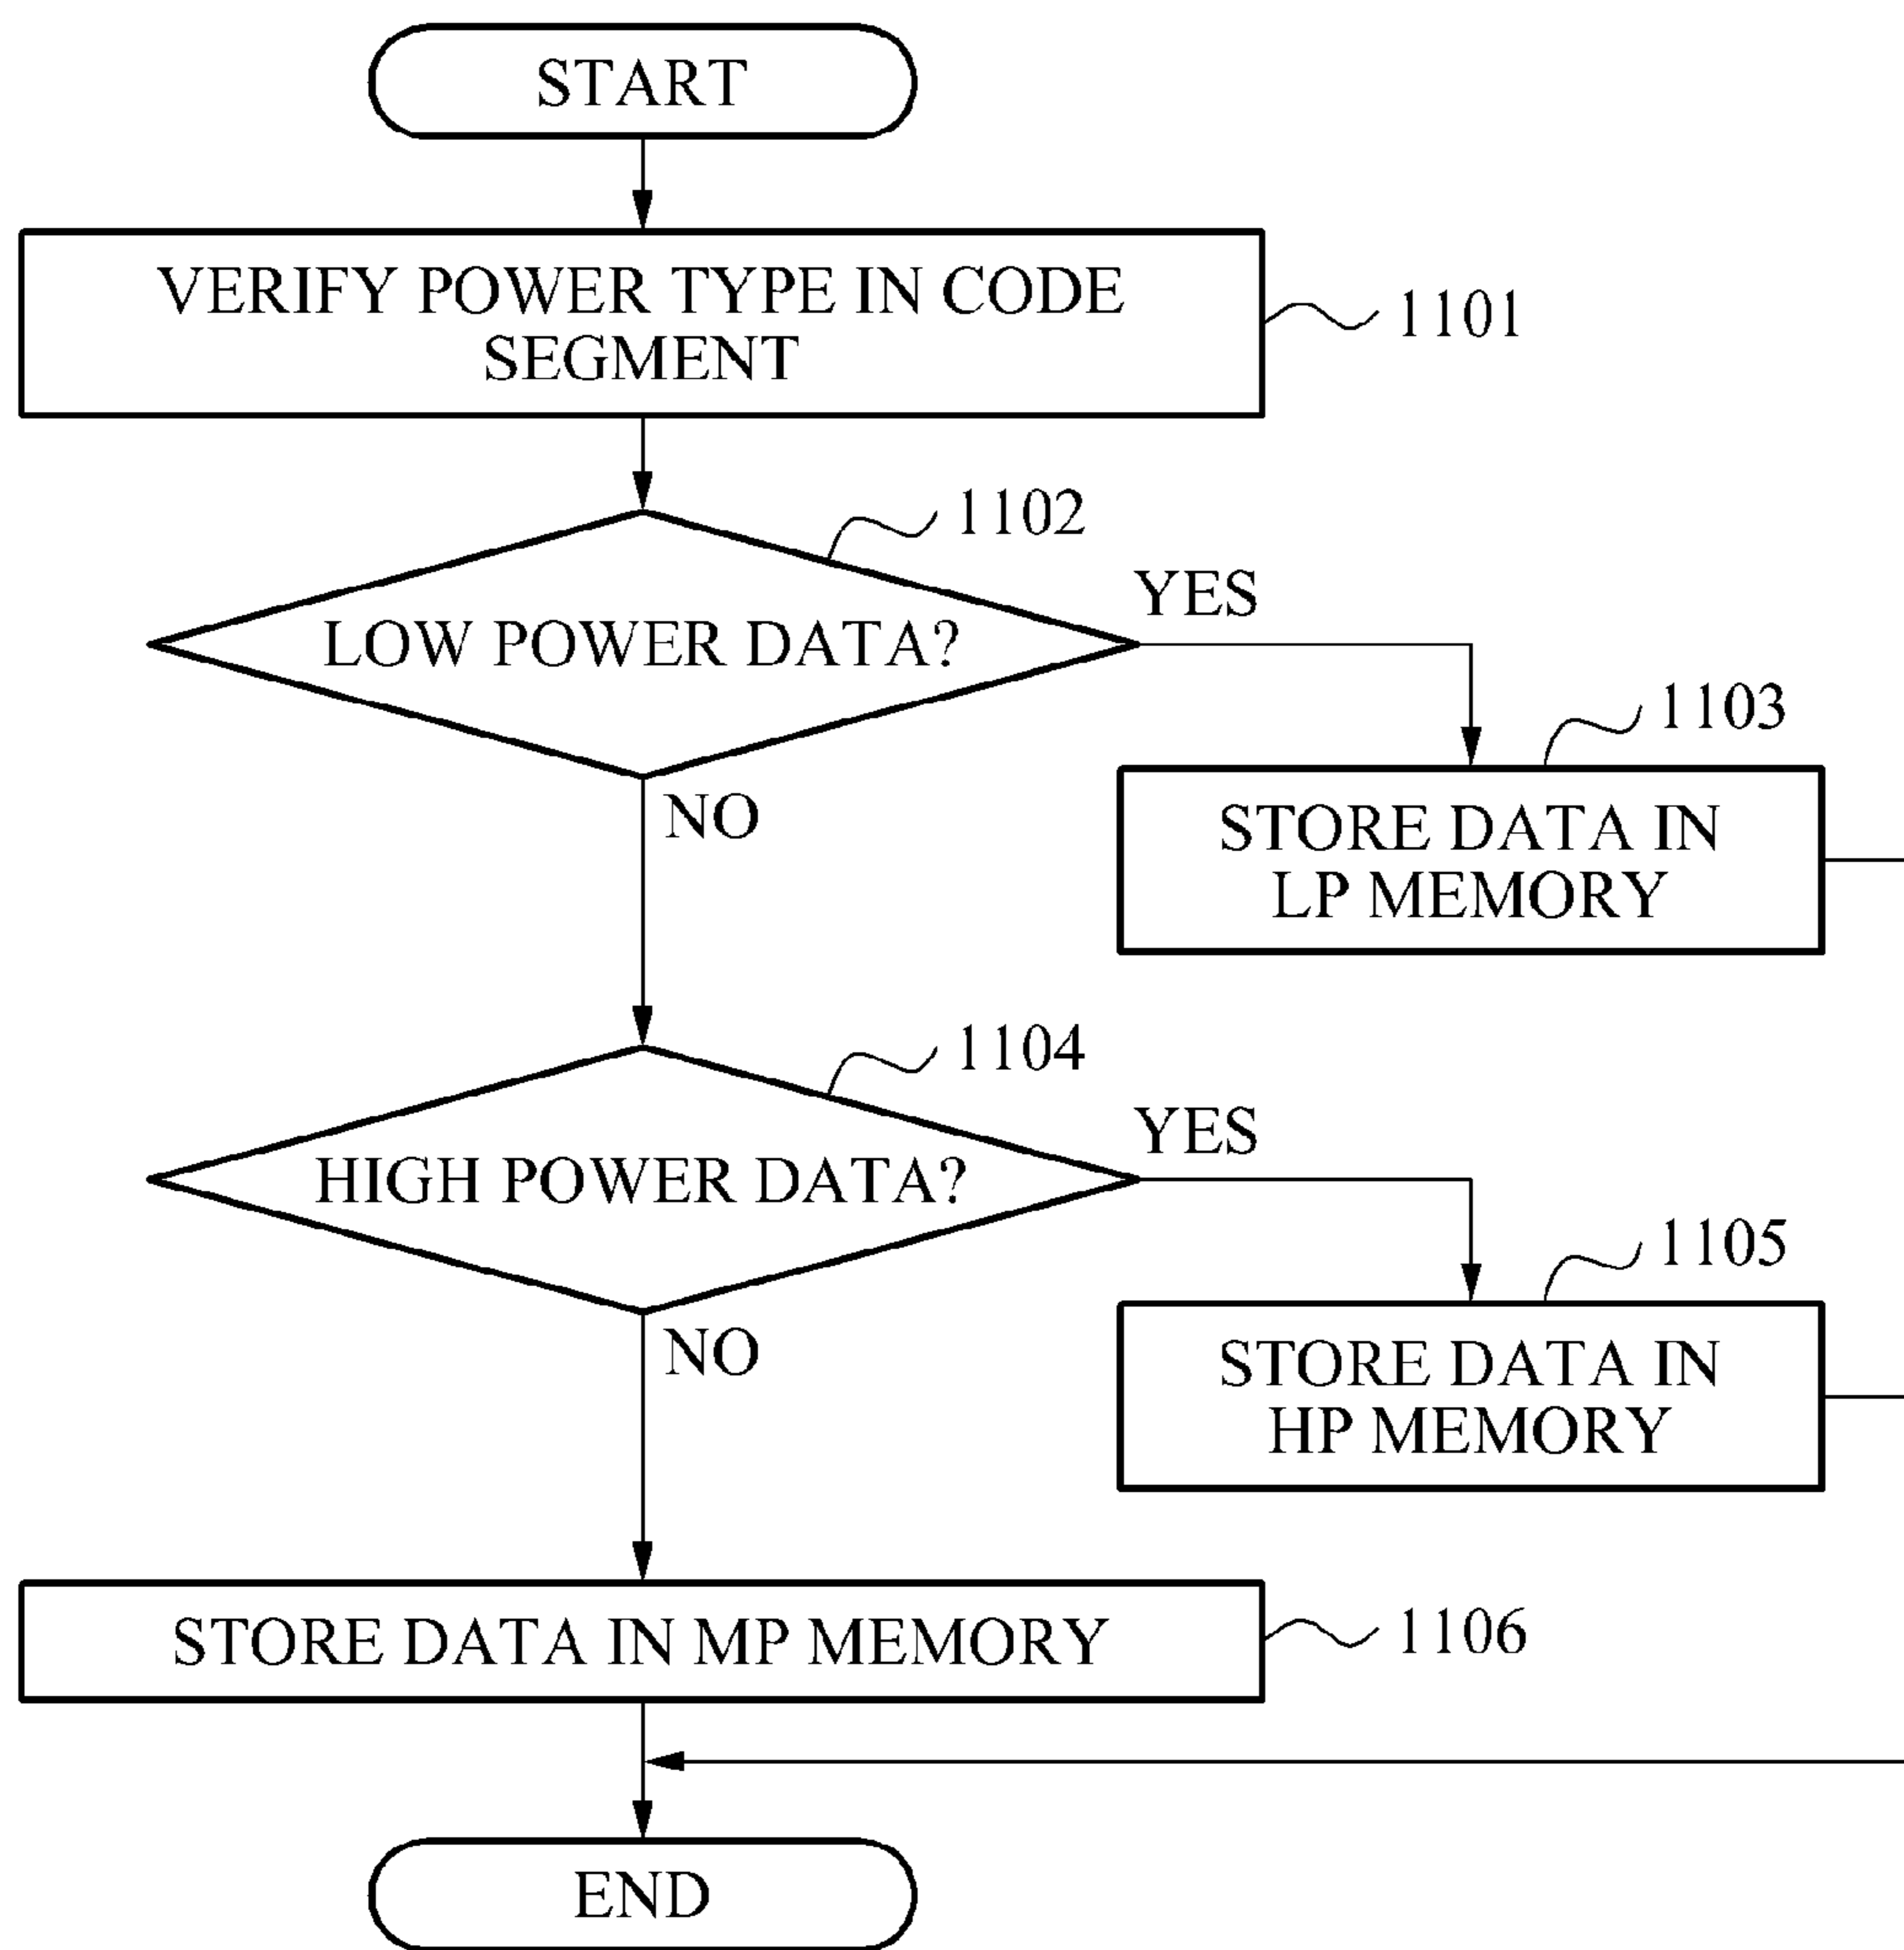 START
VERIFY POWER TYPE IN CODE
SEGMENT
1101
1102
LOW POWER DATA?
YES
NO
1103
STORE DATA IN
LP MEMORY
1104
HIGH POWER DATA?
YES
NO
1105
STORE DATA IN
HP MEMORY
STORE DATA IN MP MEMORY
1106
END